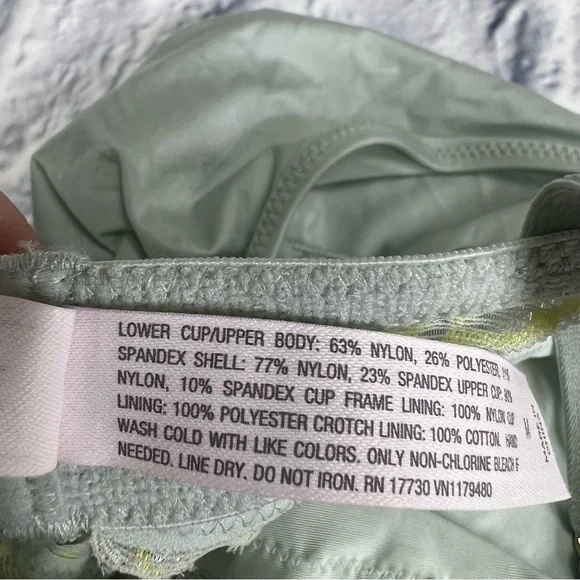 LOWER CUP/UPPER BODY: 63% NYLON, 26% POLYESTER,
SPANDEX SHELL: 77% NYLON, 23% SPANDEX UPPER CUP:
NYLON, 10% SPANDEX CUP FRAME LINING: 100% NYLON CUP
LINING: 100% POLYESTER CROTCH LINING: 100% COTTON. HAND
WASH COLD WITH LIKE COLORS. ONLY NON-CHLORINE BLEACH IF
NEEDED. LINE DRY. DO NOT IRON. RN 17730 VN1179480